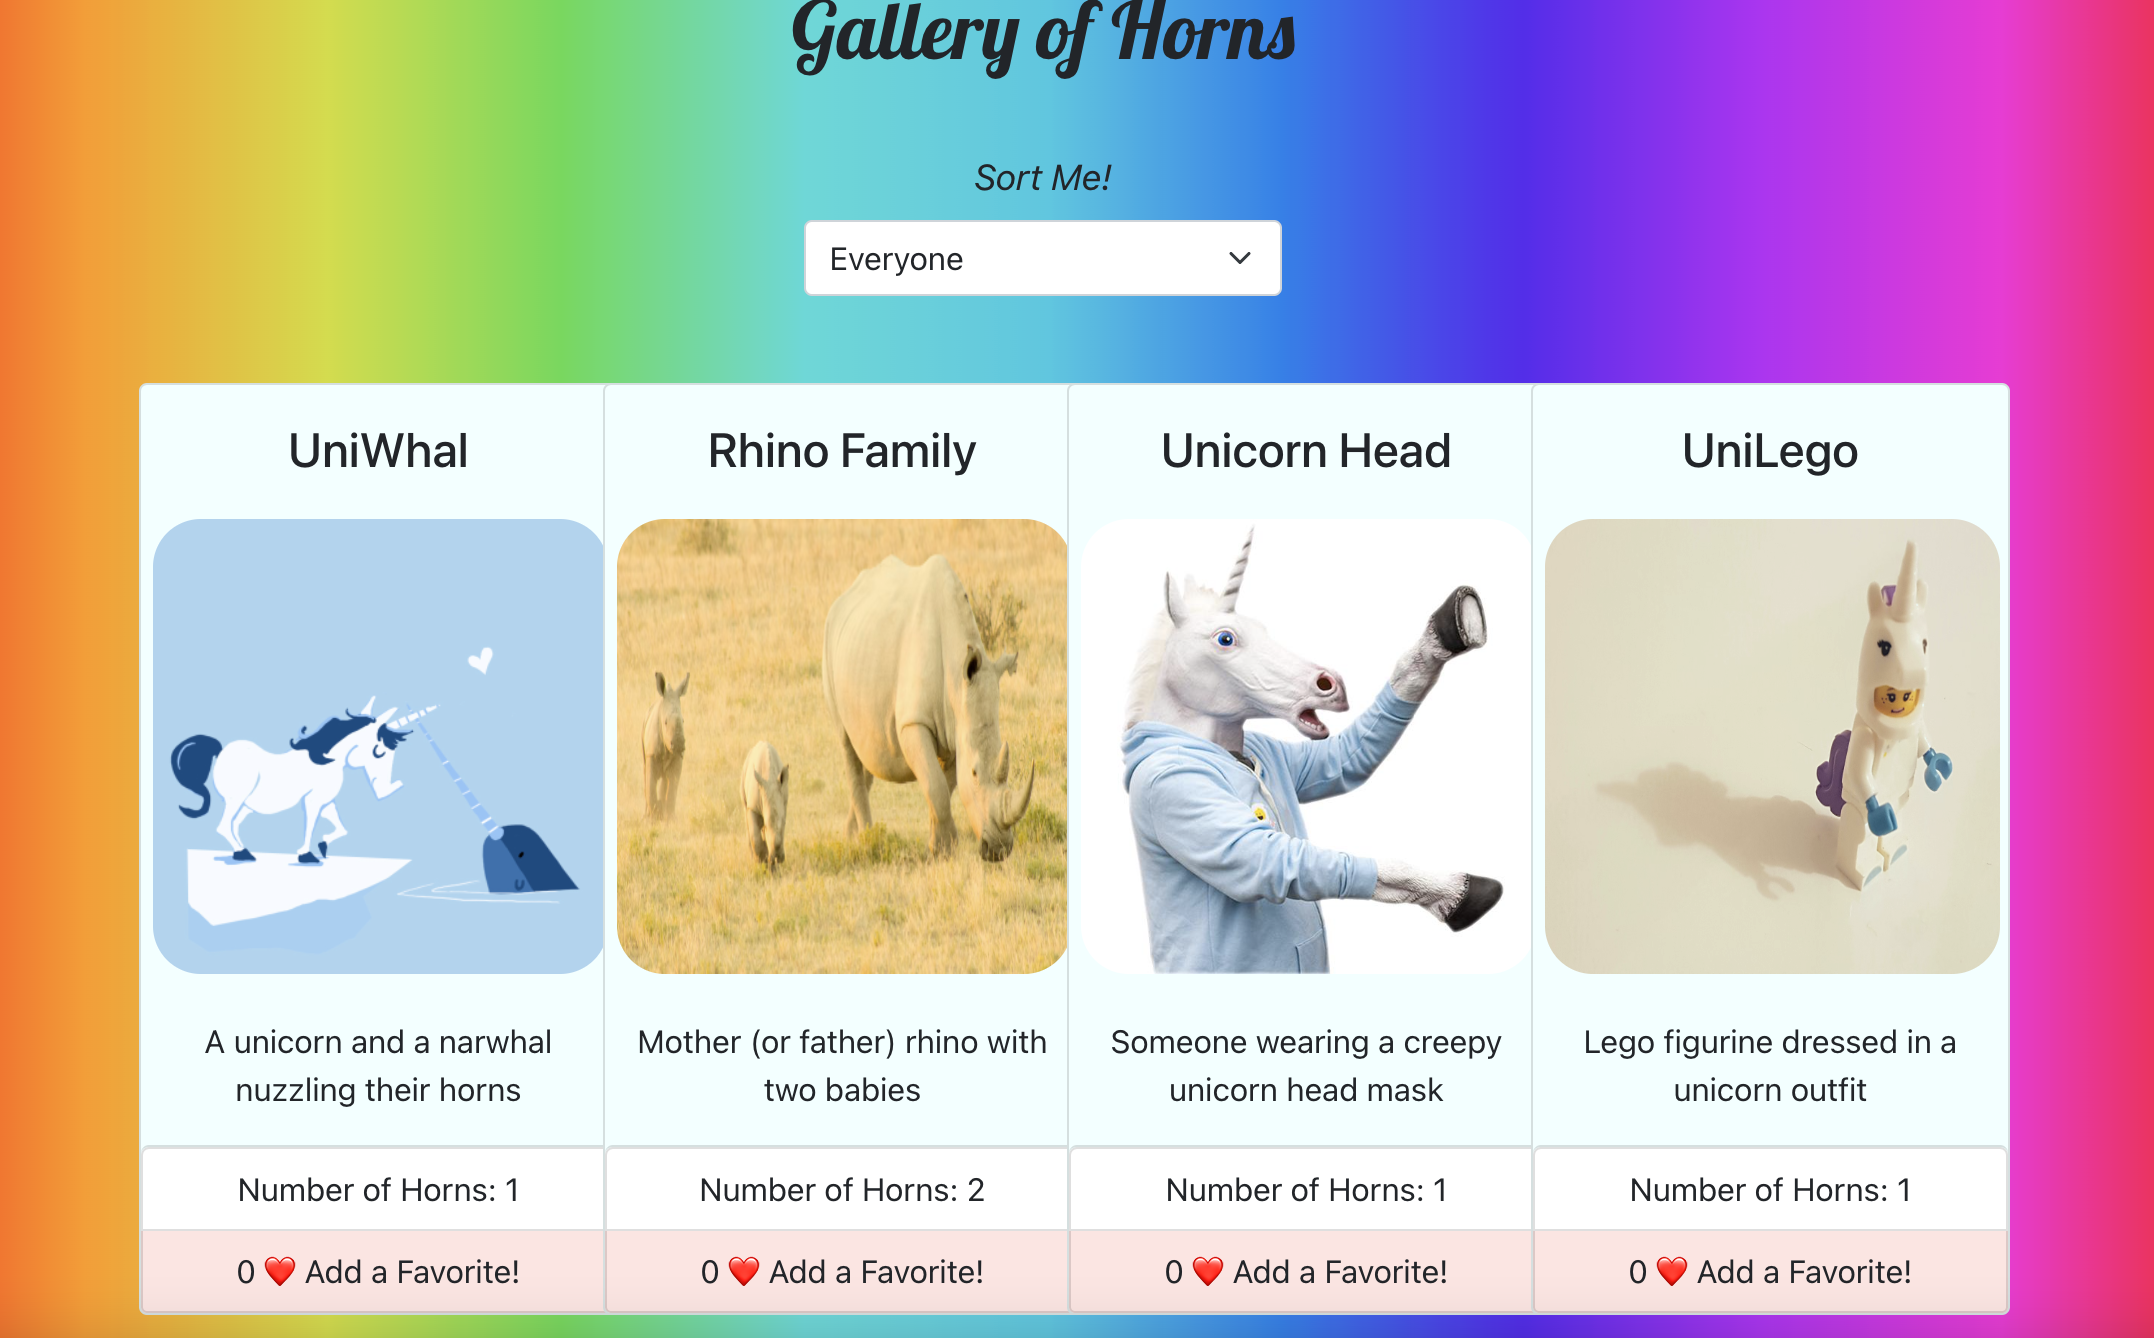 Gallery of Horns
Sort Me!
Everyone
UniWhal
Rhino Family
Unicorn Head
UniLego
A unicorn and a narwhal
nuzzling their horns
Mother (or father) rhino with
two babies
Someone wearing a creepy
unicorn head mask
Lego figurine dressed in a
unicorn outfit
Number of Horns: 1
Number of Horns: 2
Number of Horns: 1
Number of Horns: 1
0 ❤️ Add a Favorite!
0 ❤️ Add a Favorite!
0 ❤️ Add a Favorite!
0 ❤️ Add a Favorite!